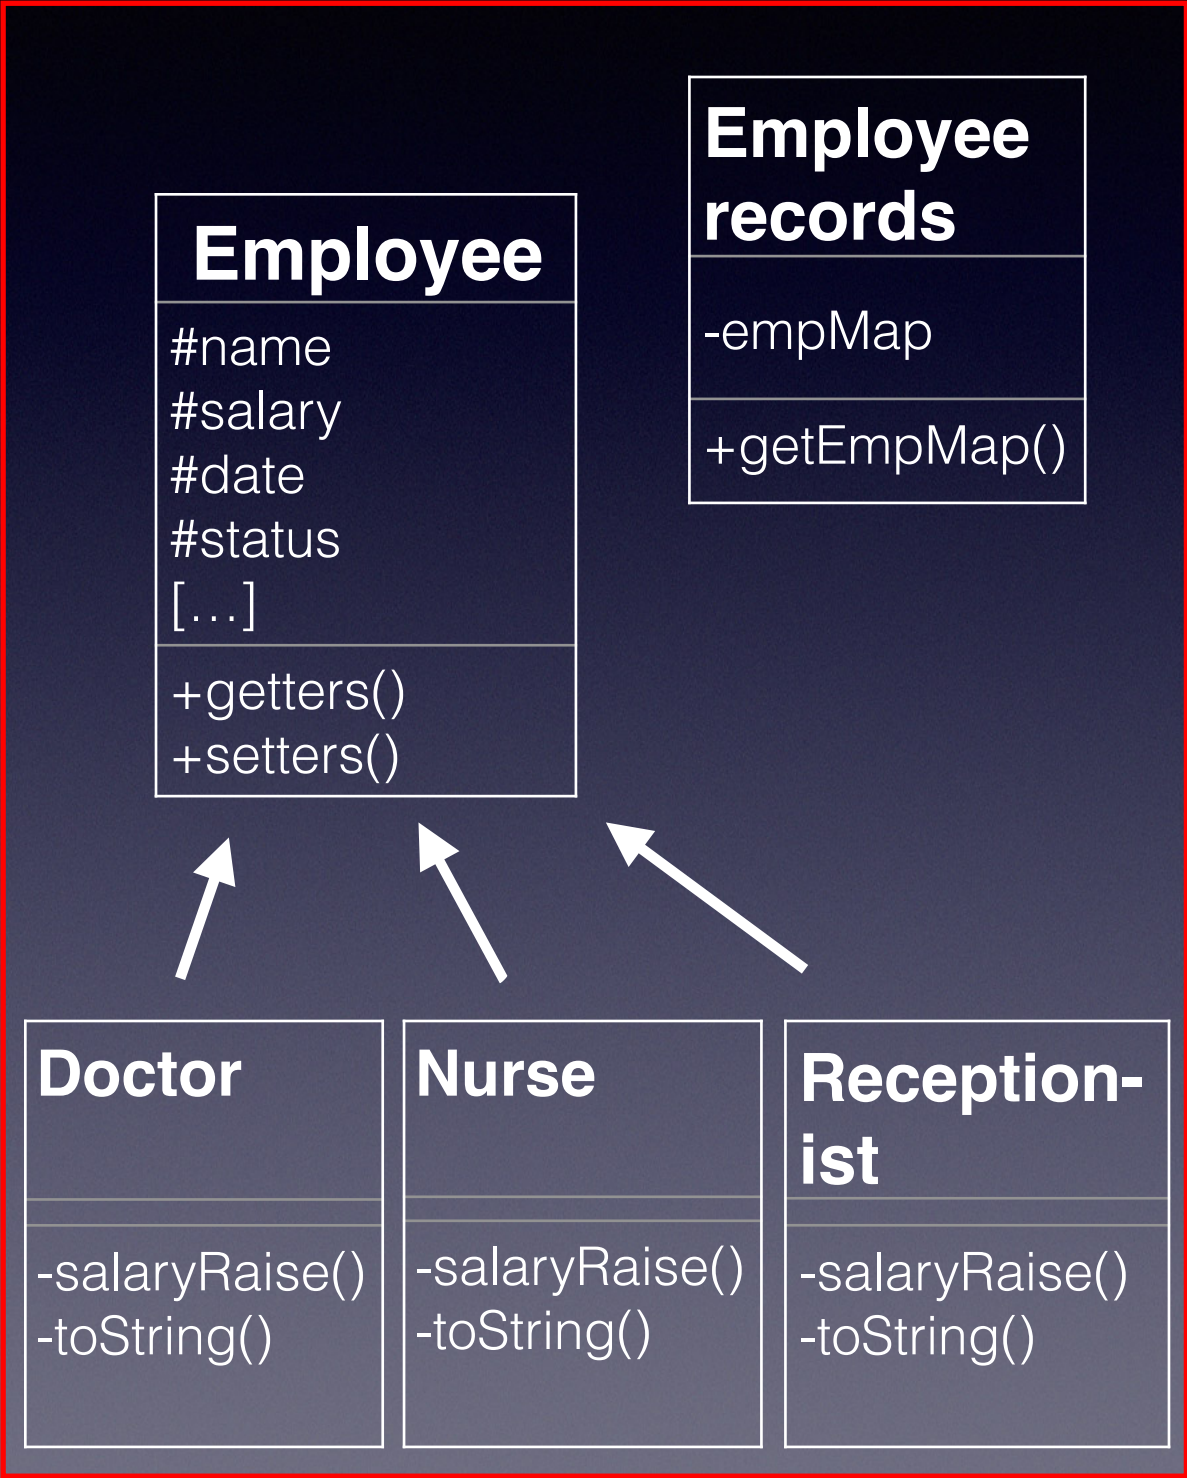 Employee
records
-empMap
+getEmpMap()
Employee
#name
#salary
#date
#status
[...]
+getters()
+setters()
Doctor
-salaryRaise()
-toString()
Nurse
-salaryRaise()
-toString()
Reception-
ist
-salaryRaise()
-toString()